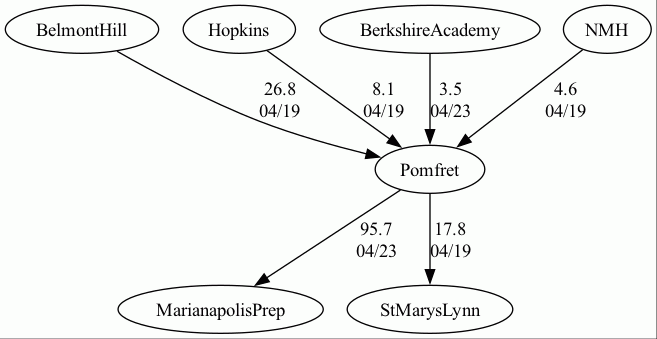 BelmontHill
Hopkins
BerkshireAcademy
NMH
26.8
04/19
8.1
04/19
3.5
04/23
4.6
04/19
Pomfret
95.7
04/23
17.8
04/19
MarianapolisPrep
StMarysLynn